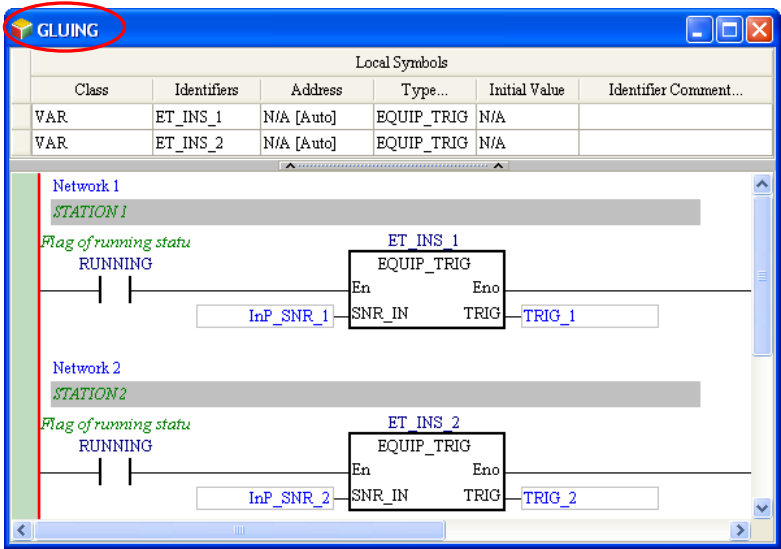 GLUING
Local Symbols
Class Identifiers Address Type... Initial Value Identifier Comment...
VAR ET_INS_1 N/A [Auto] EQUIP_TRIG N/A
VAR ET_INS_2 N/A [Auto] EQUIP_TRIG N/A
Network 1
STATION 1
Flag of running statu ET_INS_1
RUNNING EQUIP_TRIG
En Eno
InP_SNR_1 SNR_IN TRIG TRIG_1
Network 2
STATION 2
Flag of running statu ET_INS_2
RUNNING EQUIP_TRIG
En Eno
InP_SNR_2 SNR_IN TRIG TRIG_2